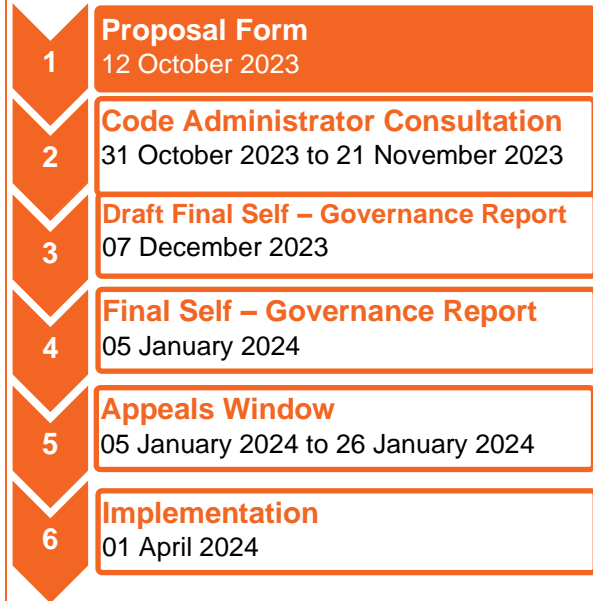 1
Proposal Form
12 October 2023
2
Code Administrator Consultation
31 October 2023 to 21 November 2023
3
Draft Final Self – Governance Report
07 December 2023
4
Final Self – Governance Report
05 January 2024
5
Appeals Window
05 January 2024 to 26 January 2024
6
Implementation
01 April 2024